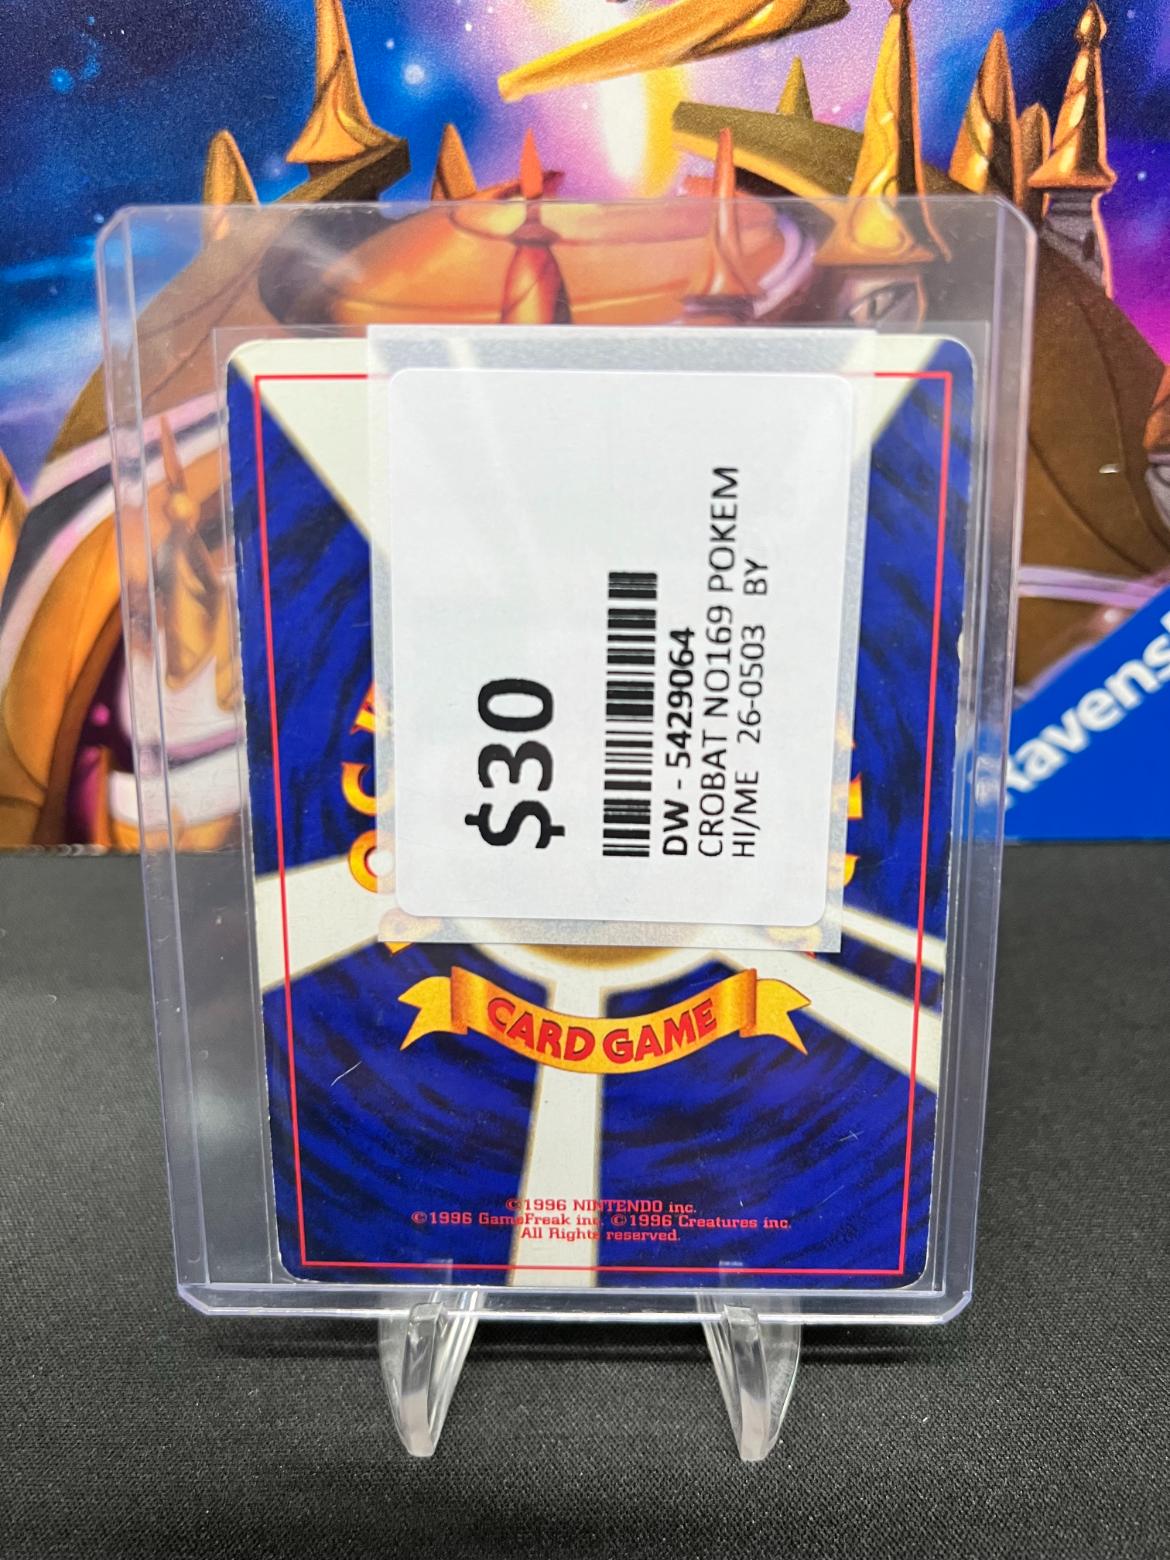 $30
DW - 5429064
CROBAT NO169 POKEM
HI/ME 26-0503 BY
CARD GAME
©1996 NINTENDO inc.
©1996 GameFreak inc. ©1996 Creatures inc.
All Rights reserved.